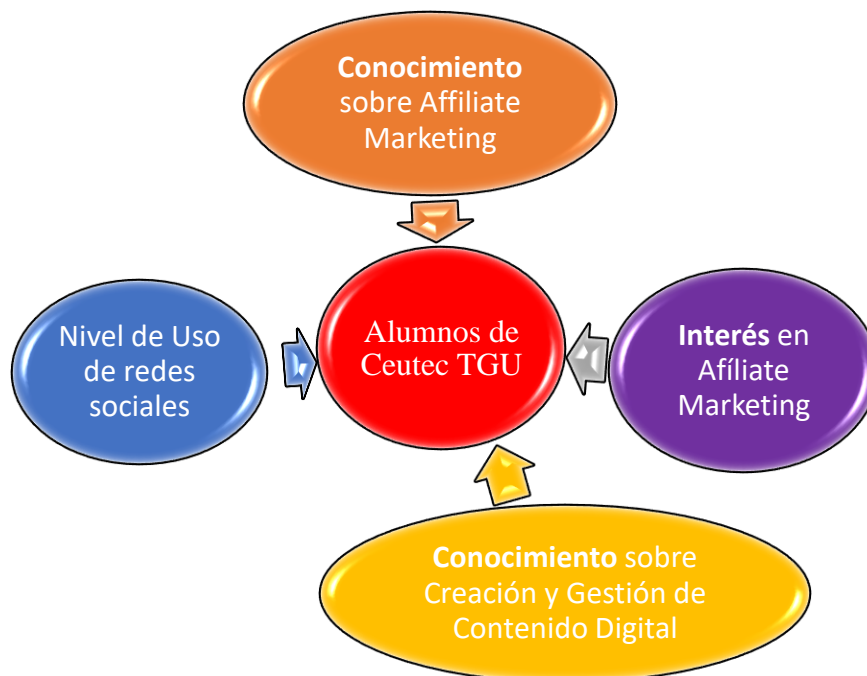 Conocimiento
sobre Affiliate
Marketing
Nivel de Uso
de redes
sociales
Alumnos de
Ceutec TGU
Interés en
Afíliate
Marketing
Conocimiento sobre
Creación y Gestión de
Contenido Digital